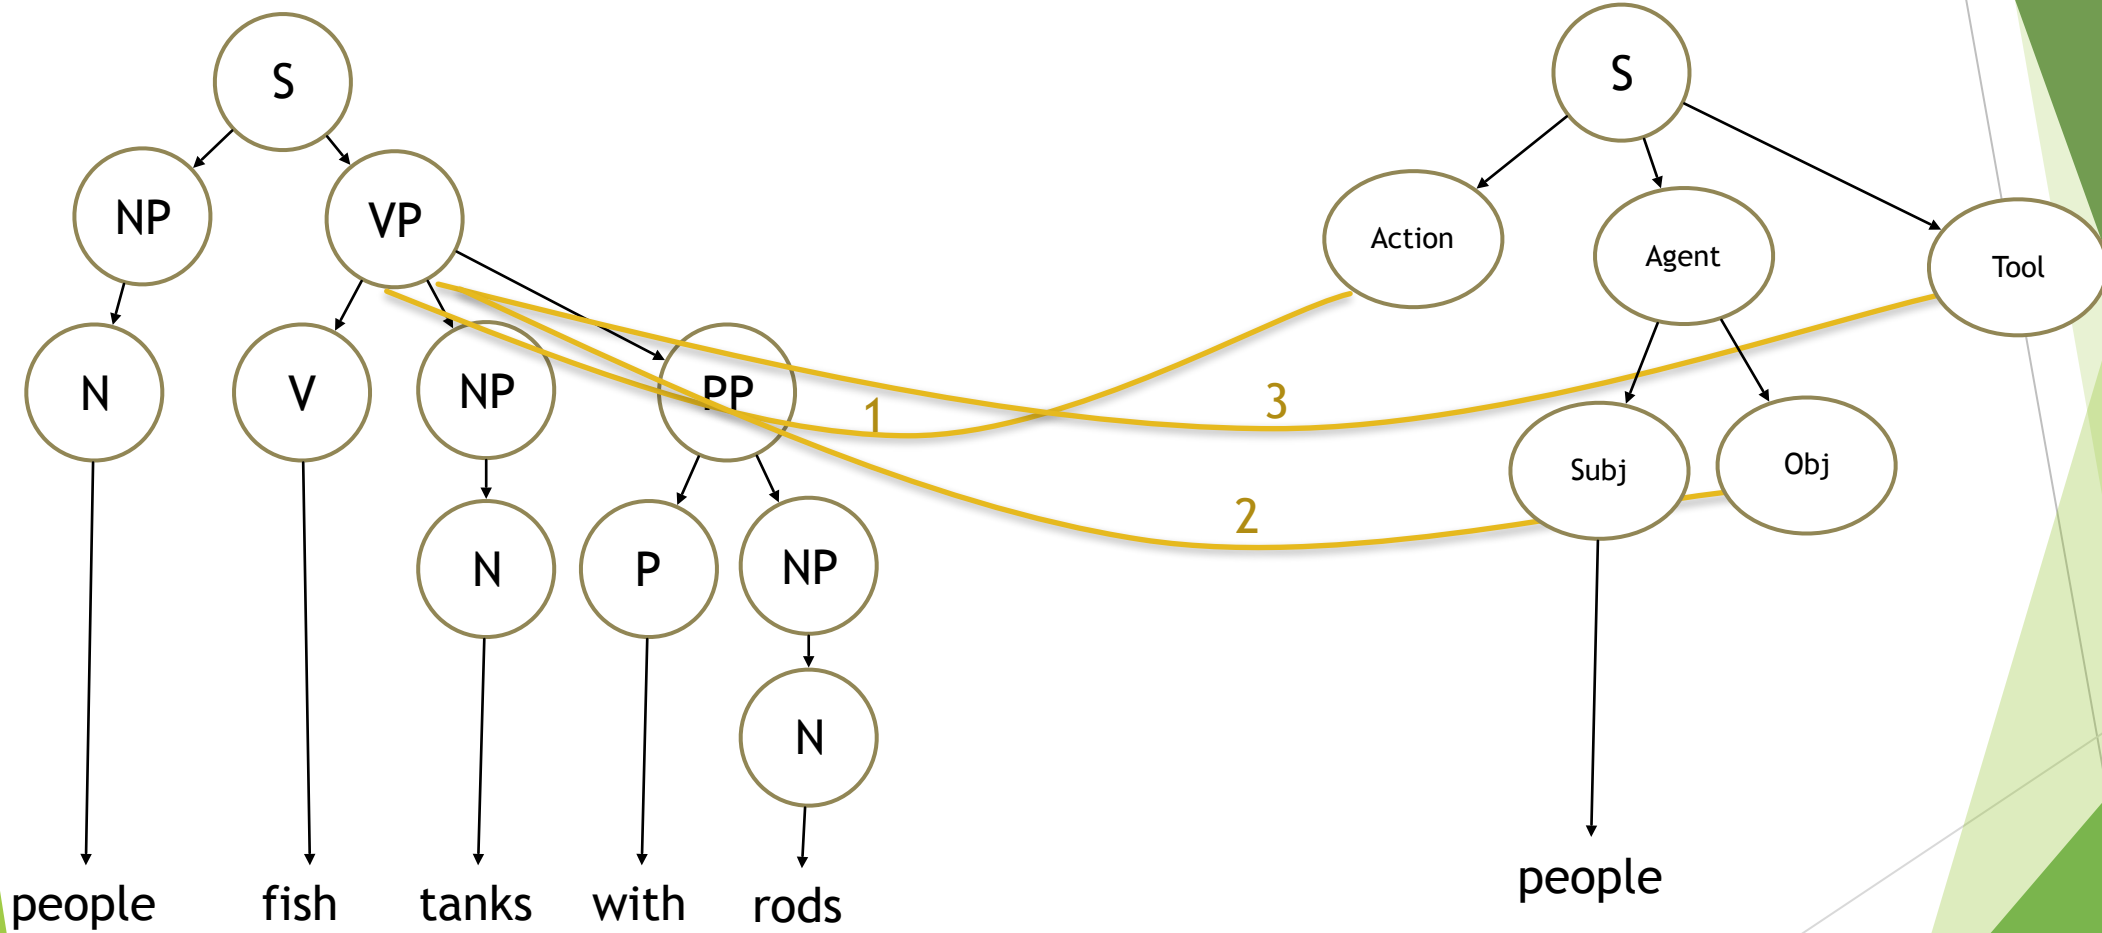 S
S
NP
VP
Action
Agent
Tool
N
V
NP
PP
1
3
Subj
Obj
2
N
P
NP
N
people
people
fish
tanks
with
rods